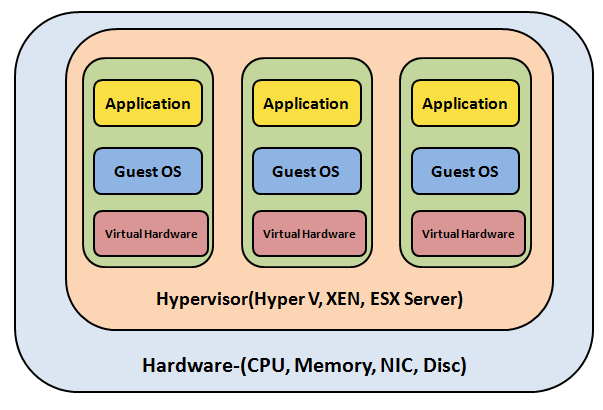 Application
Application
Application
Guest OS
Guest OS
Guest OS
Virtual Hardware
Virtual Hardware
Virtual Hardware
Hypervisor(Hyper V, XEN, ESX Server)
Hardware-(CPU, Memory, NIC, Disc)